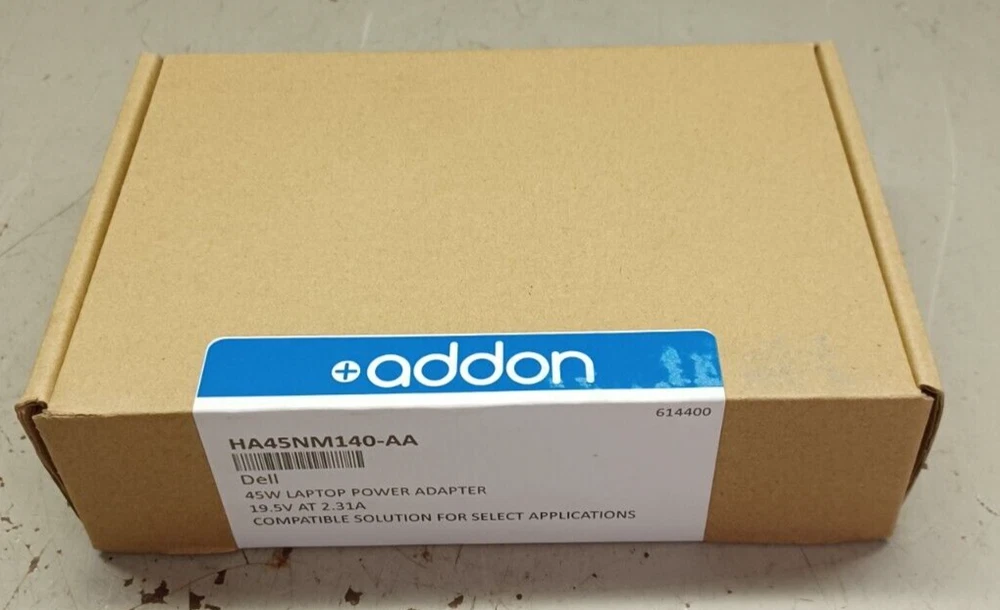 addon
614400
HA45NM140-AA
Dell
45W LAPTOP POWER ADAPTER
19.5V AT 2.31A
COMPATIBLE SOLUTION FOR SELECT APPLICATIONS